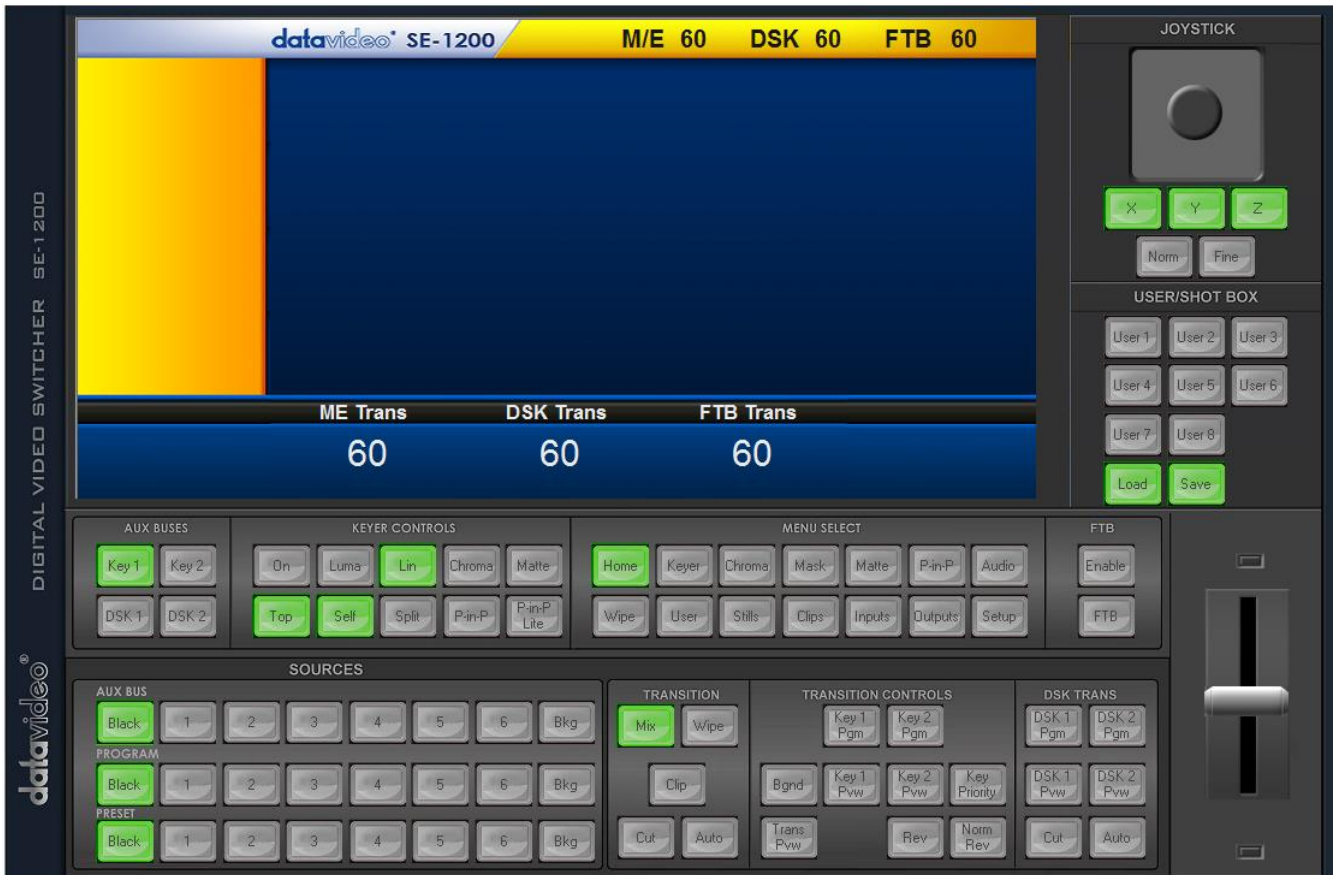 datavideo® SE-1200 M/E 60 DSK 60 FTB 60
ME Trans DSK Trans FTB Trans
60 60 60
JOYSTICK
X Y Z
Norm Fine
USER/SHOT BOX
User 1 User 2 User 3
User 4 User 5 User 6
User 7 User 8
Load Save
DIGITAL VIDEO SWITCHER SE-1200
datavideo®
AUX BUSES KEYER CONTROLS MENU SELECT FTB
Key 1 Key 2 On Luma Lin Chroma Matte Home Keyer Chroma Mask Matte P-in-P Audio Enable
DSK 1 DSK 2 Top Self Split P-in-P P-in-P Lite Wipe User Stills Clips Inputs Outputs Setup FTB
SOURCES
AUX BUS
Black 1 2 3 4 5 6 Bkg
PROGRAM
Black 1 2 3 4 5 6 Bkg
PRESET
Black 1 2 3 4 5 6 Bkg
TRANSITION
Mix Wipe
Clip
Cut Auto
TRANSITION CONTROLS
Key 1 Pgm Key 2 Pgm
Bgnd Key 1 Pvw Key 2 Pvw Key Priority
Trans Pvw Rev Norm Rev
DSK TRANS
DSK 1 Pgm DSK 2 Pgm
DSK 1 Pvw DSK 2 Pvw
Cut Auto